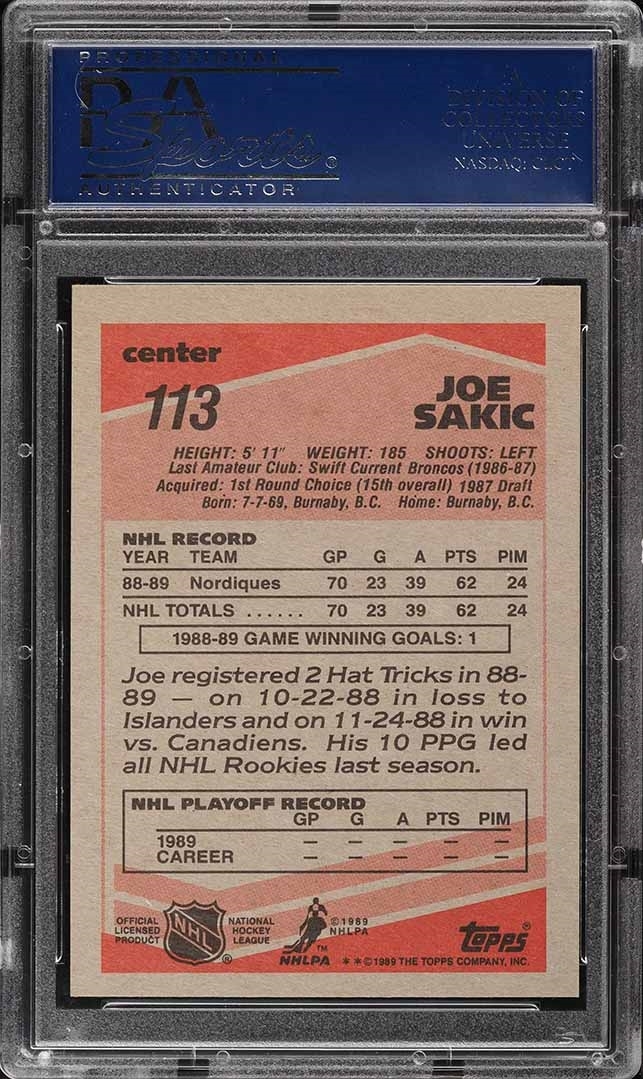 PROFESSIONAL
PSA
Sports®
AUTHENTICATOR
A
DIVISION OF
COLLECTORS
UNIVERSE
NASDAQ: CLCT
center
113
JOE
SAKIC
HEIGHT: 5' 11" WEIGHT: 185 SHOOTS: LEFT
Last Amateur Club: Swift Current Broncos (1986-87)
Acquired: 1st Round Choice (15th overall) 1987 Draft
Born: 7-7-69, Burnaby, B.C. Home: Burnaby, B.C.
NHL RECORD
YEAR TEAM GP G A PTS PIM
88-89 Nordiques 70 23 39 62 24
NHL TOTALS ...... 70 23 39 62 24
1988-89 GAME WINNING GOALS: 1
Joe registered 2 Hat Tricks in 88-
89 — on 10-22-88 in loss to
Islanders and on 11-24-88 in win
vs. Canadiens. His 10 PPG led
all NHL Rookies last season.
NHL PLAYOFF RECORD
GP G A PTS PIM
1989 — — — — —
CAREER — — — — —
OFFICIAL
LICENSED
PRODUCT
NHL®
NATIONAL
HOCKEY
LEAGUE
©1989
NHLPA
™
NHLPA
topps®
**©1989 THE TOPPS COMPANY, INC.